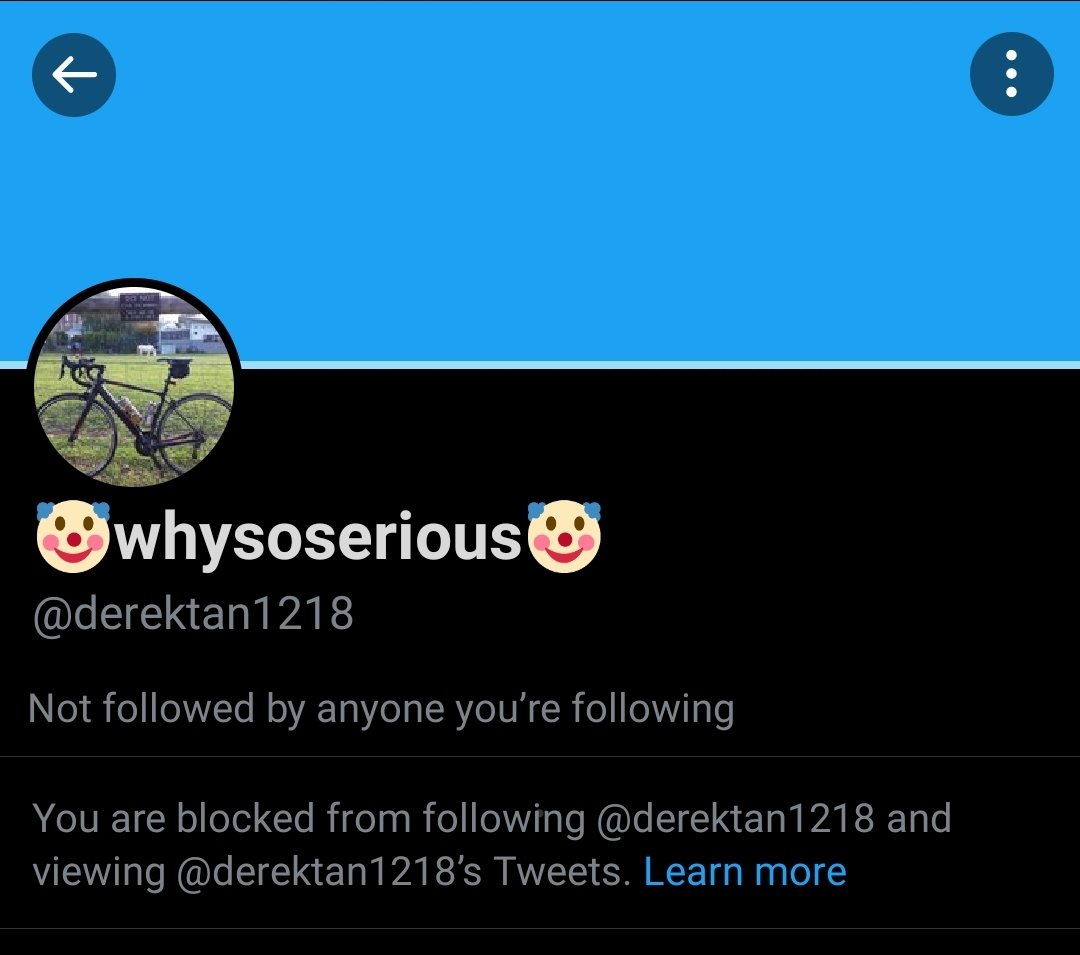 🤡whysoserious🤡
@derektan1218
Not followed by anyone you're following
You are blocked from following @derektan1218 and
viewing @derektan1218's Tweets. Learn more